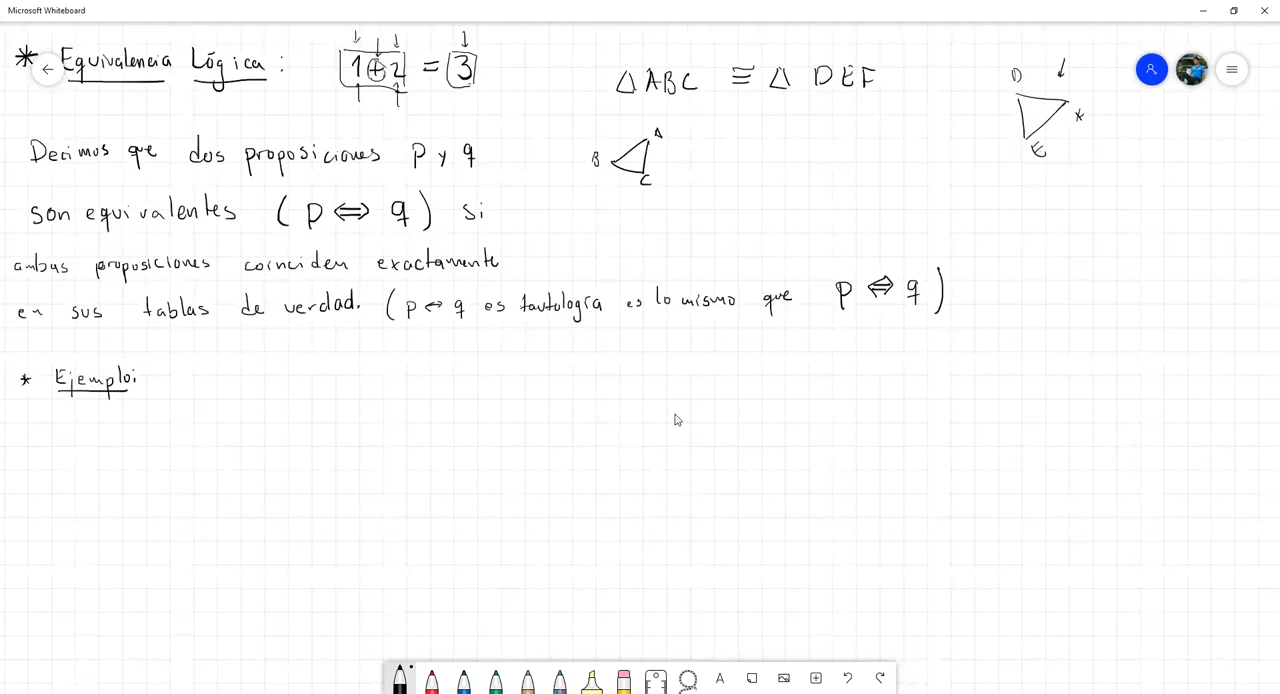 Microsoft Whiteboard
* Equivalencia Lógica : 1 + 2 = 3
△ ABC ≅ △ DEF
D
*
E
A
B
C
Decimos que dos proposiciones p y q
son equivalentes ( p ⟺ q ) si
ambas proposiciones coinciden exactamente
en sus tablas de verdad. ( p ↔ q es tautología es lo mismo que p ⟺ q )
* Ejemplo: